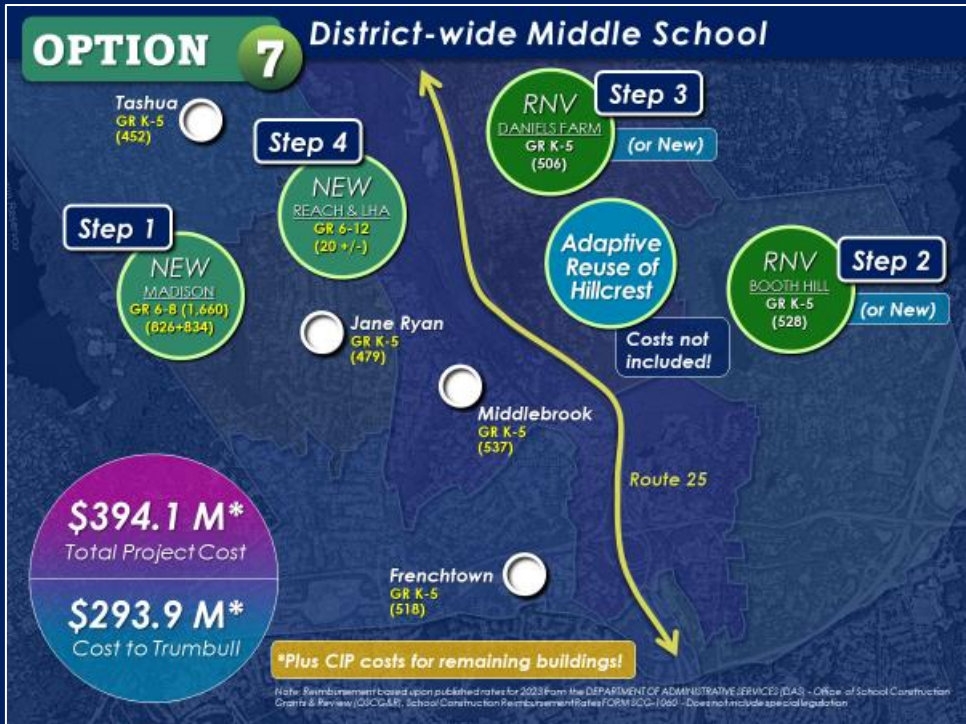 OPTION 7
District-wide Middle School
Tashua
GR K-5
(452)
Step 4
NEW
REACH & LHA
GR 6-12
(20 +/-)
RNV
DANIELS FARM
GR K-5
(506)
Step 3
(or New)
Step 1
NEW
MADISON
GR 6-8 (1,660)
(826+834)
Adaptive
Reuse of
Hillcrest
Costs not
included!
RNV
BOOTH HILL
GR K-5
(528)
Step 2
(or New)
Jane Ryan
GR K-5
(479)
Middlebrook
GR K-5
(537)
Route 25
$394.1 M*
Total Project Cost
$293.9 M*
Cost to Trumbull
Frenchtown
GR K-5
(518)
*Plus CIP costs for remaining buildings!
Note: Reimbursement based upon published rates for 2023 from the DEPARTMENT OF ADMINISTRATIVE SERVICES (DAS) - Office of School Construction
Grants & Review (OSCG&R), School Construction Reimbursement Rates FORM SCG-1060 - Does not include special legislation